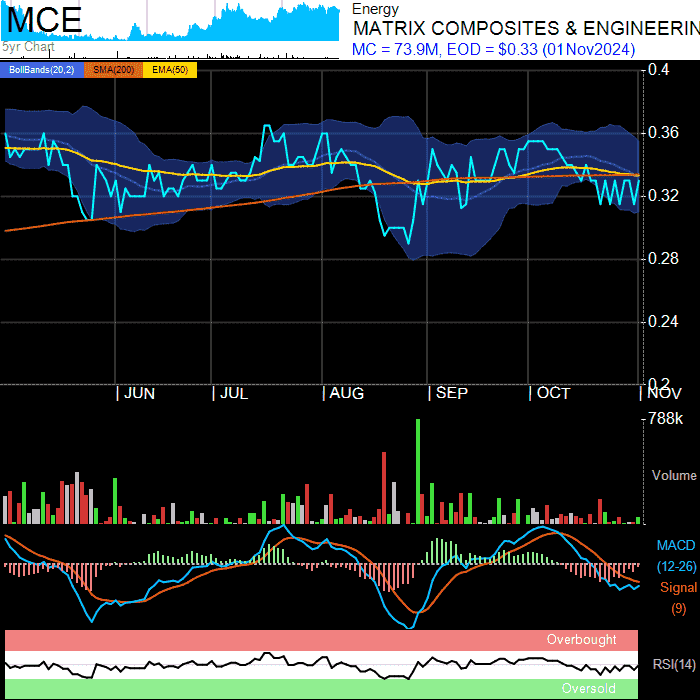 MCE
5yr Chart
Energy
MATRIX COMPOSITES & ENGINEERIN
MC = 73.9M, EOD = $0.33 (01Nov2024)
BollBands(20,2) SMA(200) EMA(50)
0.4
0.36
0.32
0.28
0.24
0.2
JUN JUL AUG SEP OCT NOV
788k
Volume
MACD
(12-26)
Signal
(9)
Overbought
RSI(14)
Oversold